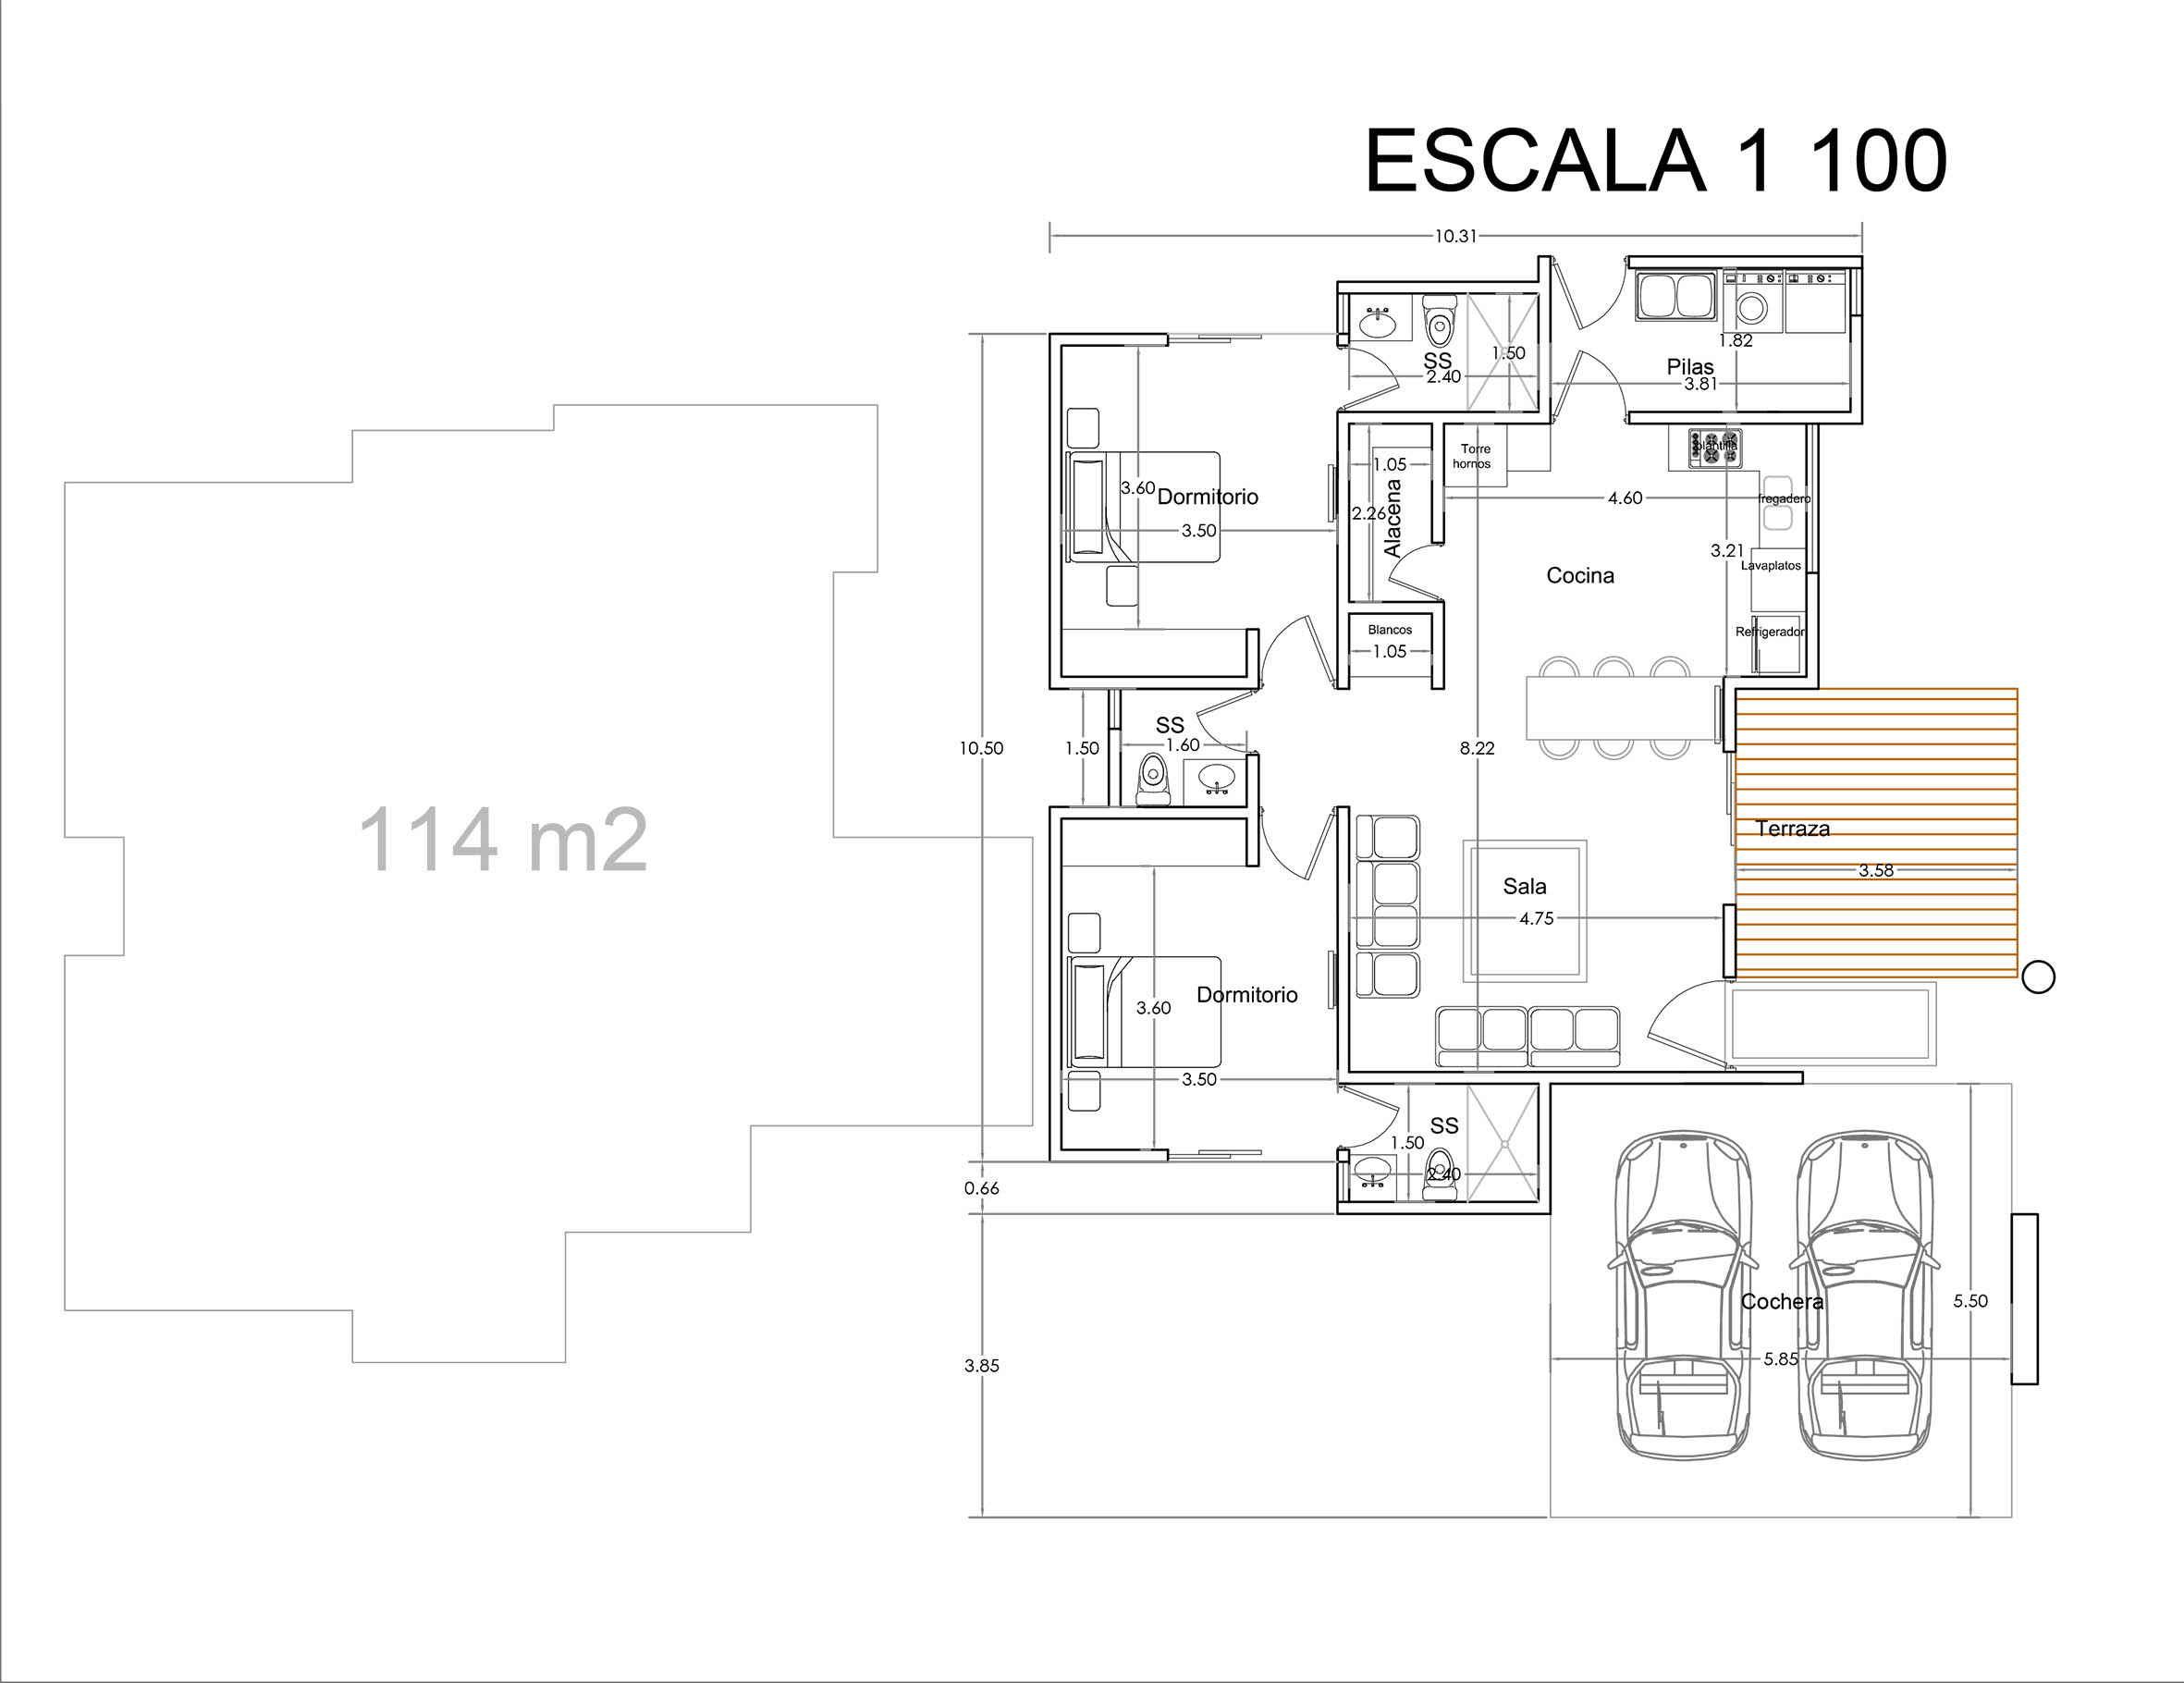 ESCALA 1 100
10.31
1.82
Pilas
3.81
SS
1.50
2.40
Torre
hornos
plantilla
1.05
3.60
Dormitorio
3.50
2.26
Alacena
4.60
fregadero
3.21
Lavaplatos
Cocina
Blancos
1.05
Refrigerador
SS
1.60
10.50
1.50
8.22
114 m2
Terraza
3.58
Sala
4.75
Dormitorio
3.60
3.50
SS
1.50
2.40
0.66
Cochera
5.50
5.85
3.85